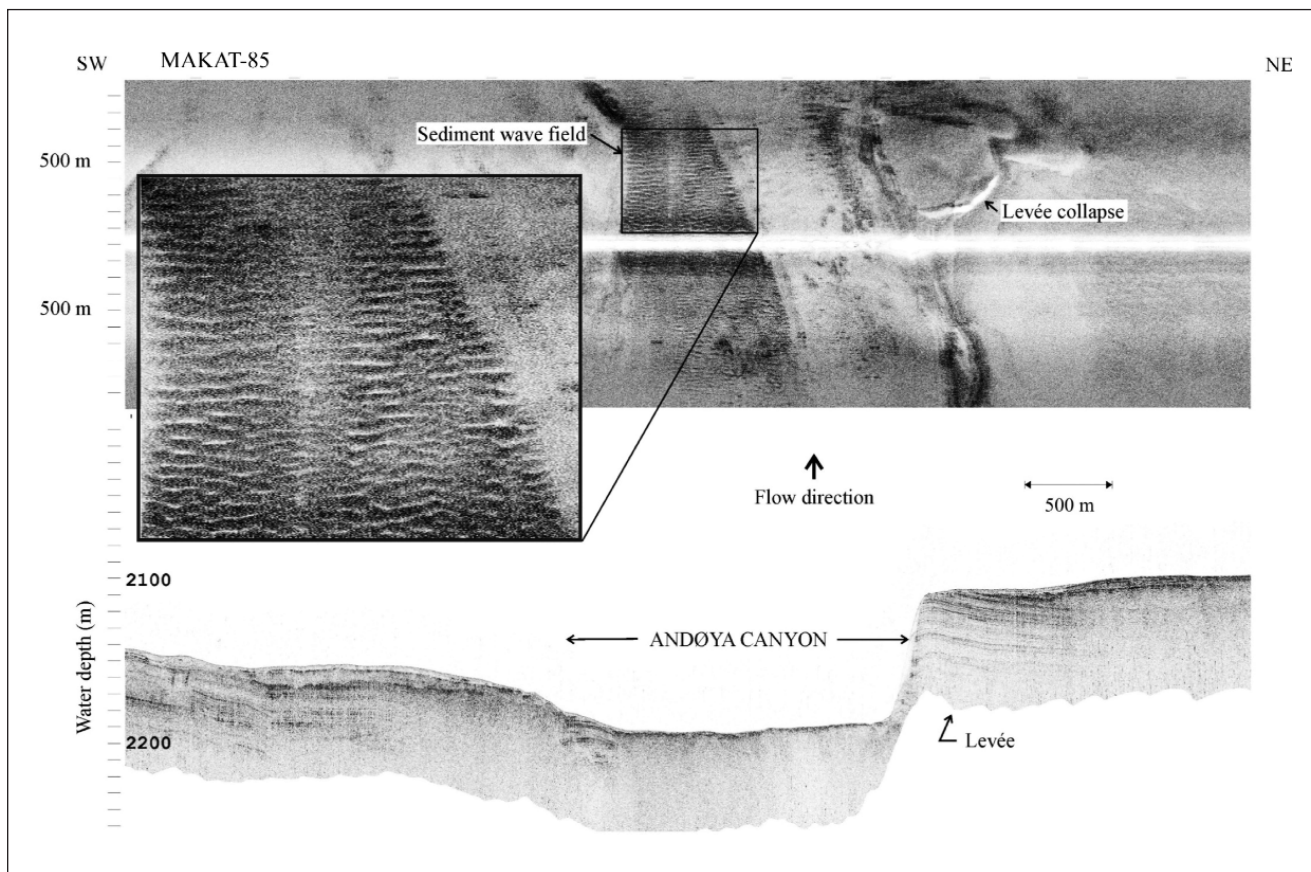 SW
MAKAT-85
NE
Sediment wave field
500 m
Levée collapse
500 m
Flow direction
500 m
2100
ANDØYA CANYON
Water depth (m)
2200
Levée